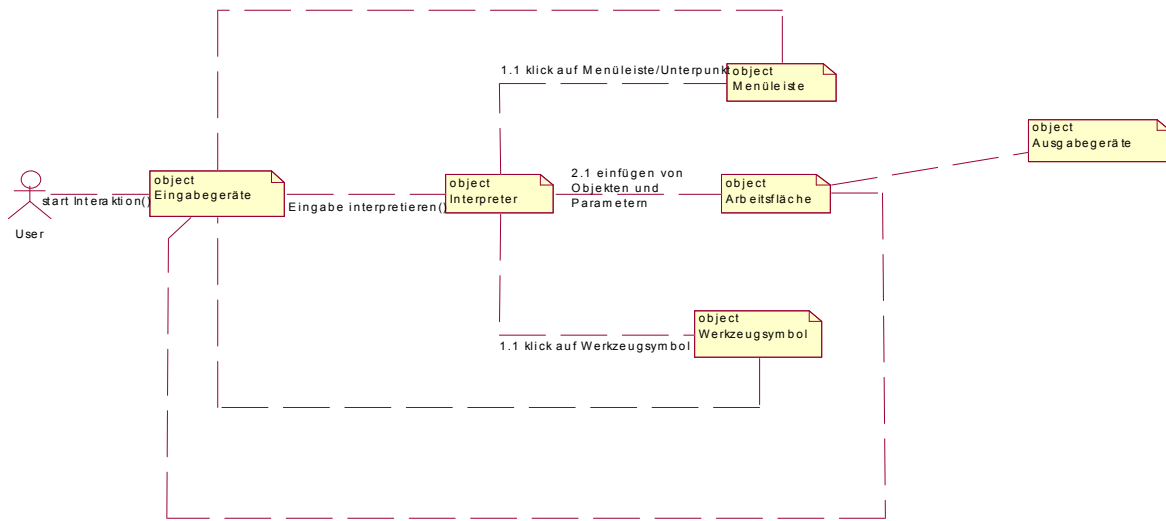 1.1 klick auf Menüleiste/Unterpunkt
object
Menüleiste
object
Ausgabegeräte
User
start Interaktion()
object
Eingabegeräte
Eingabe interpretieren()
object
Interpreter
2.1 einfügen von
Objekten und
Parametern
object
Arbeitsfläche
object
Werkzeugsymbol
1.1 klick auf Werkzeugsymbol